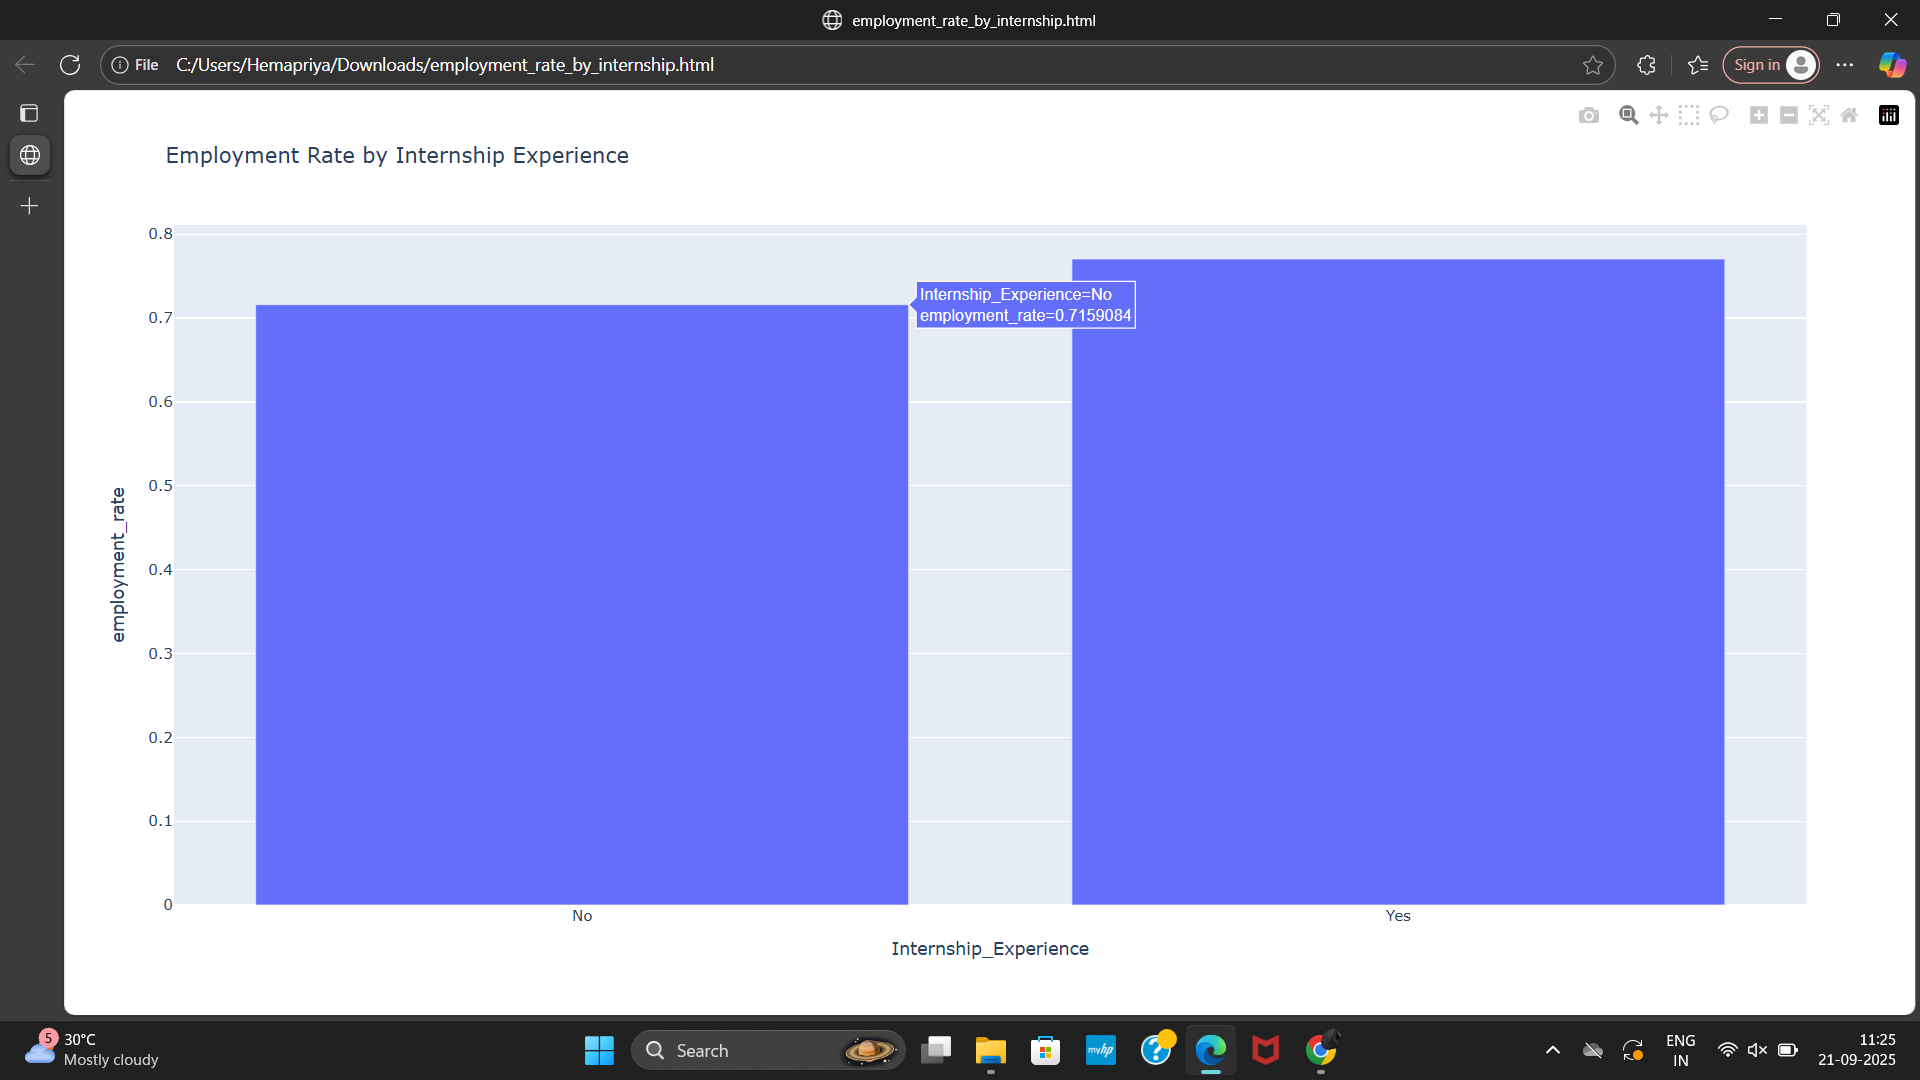 employment_rate_by_internship.html
File C:/Users/Hemapriya/Downloads/employment_rate_by_internship.html
Sign in
Employment Rate by Internship Experience
0.8
0.7
0.6
0.5
0.4
0.3
0.2
0.1
0
employment_rate
Internship_Experience=No
employment_rate=0.7159084
No
Yes
Internship_Experience
5
30°C
Mostly cloudy
Search
myhp
ENG
IN
11:25
21-09-2025